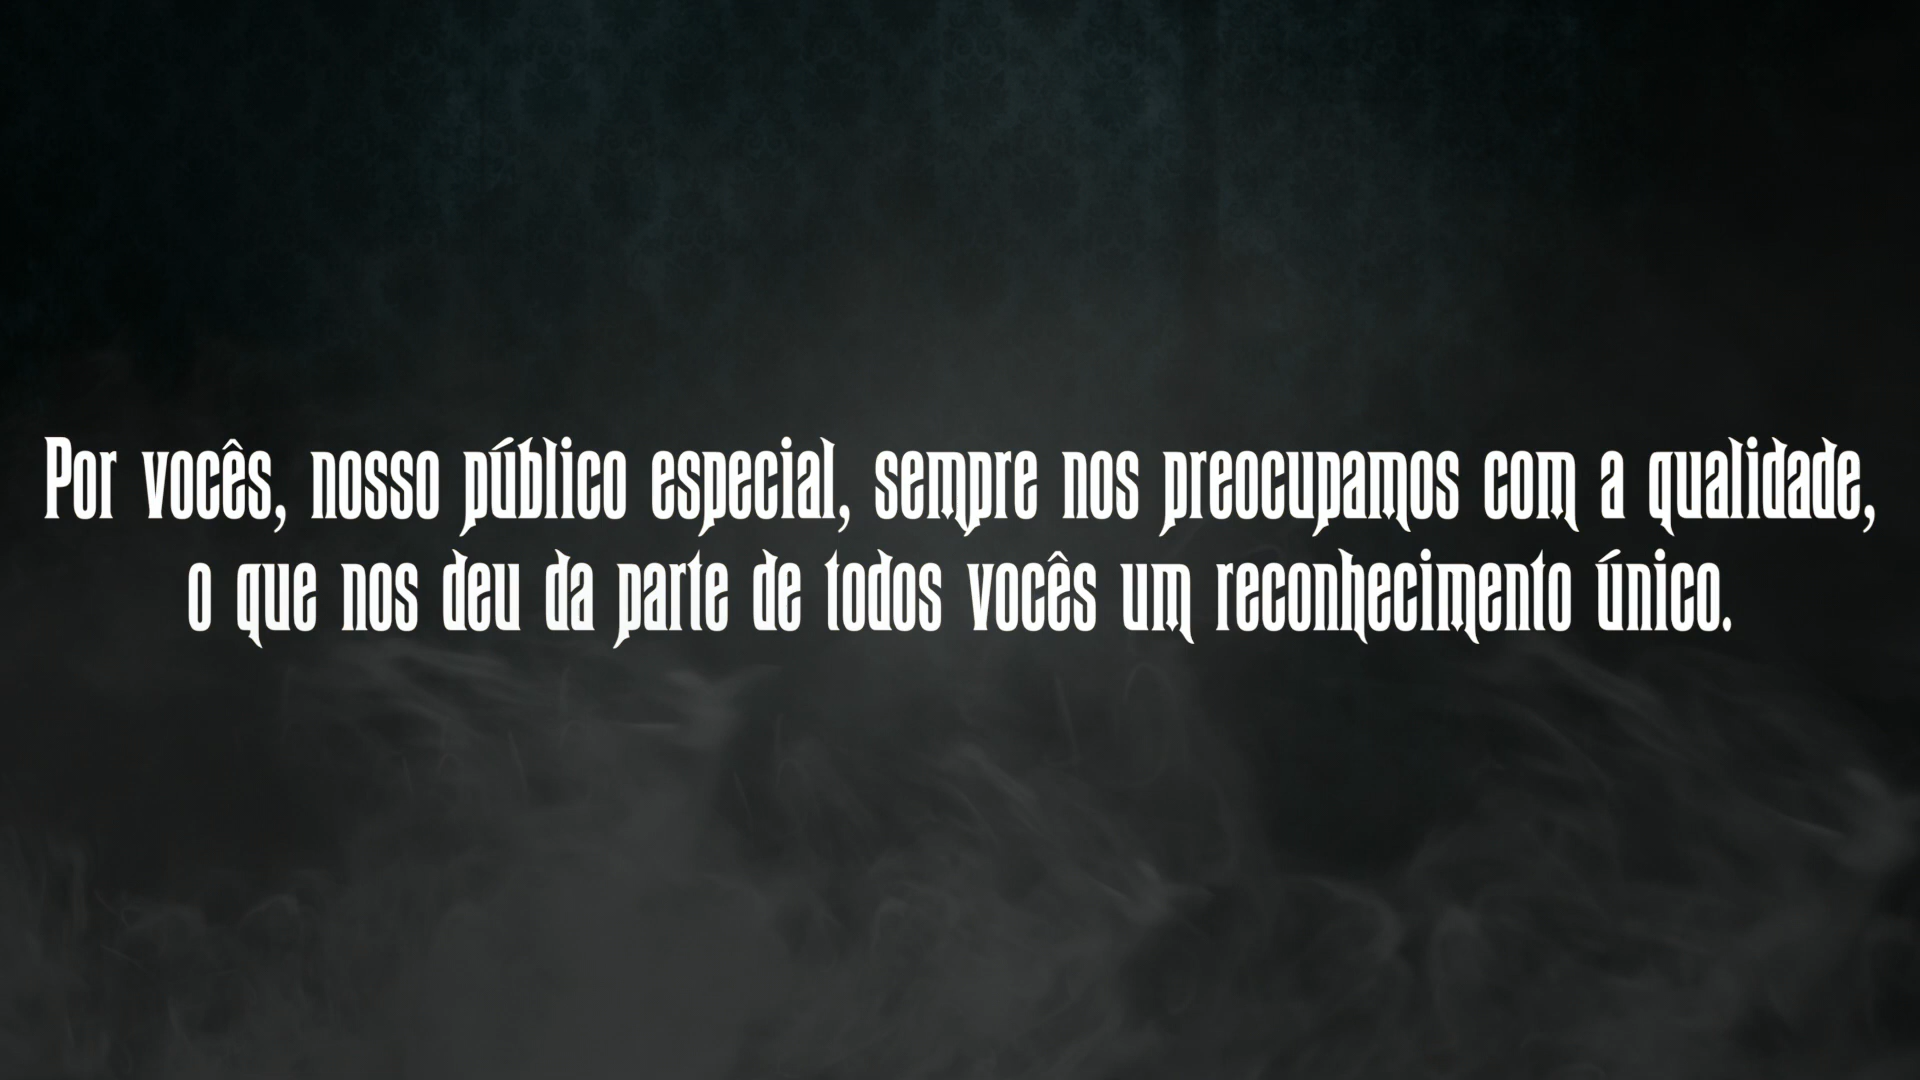 Por vocês, nosso público especial, sempre nos preocupamos com a qualidade,
o que nos deu da parte de todos vocês um reconhecimento único.